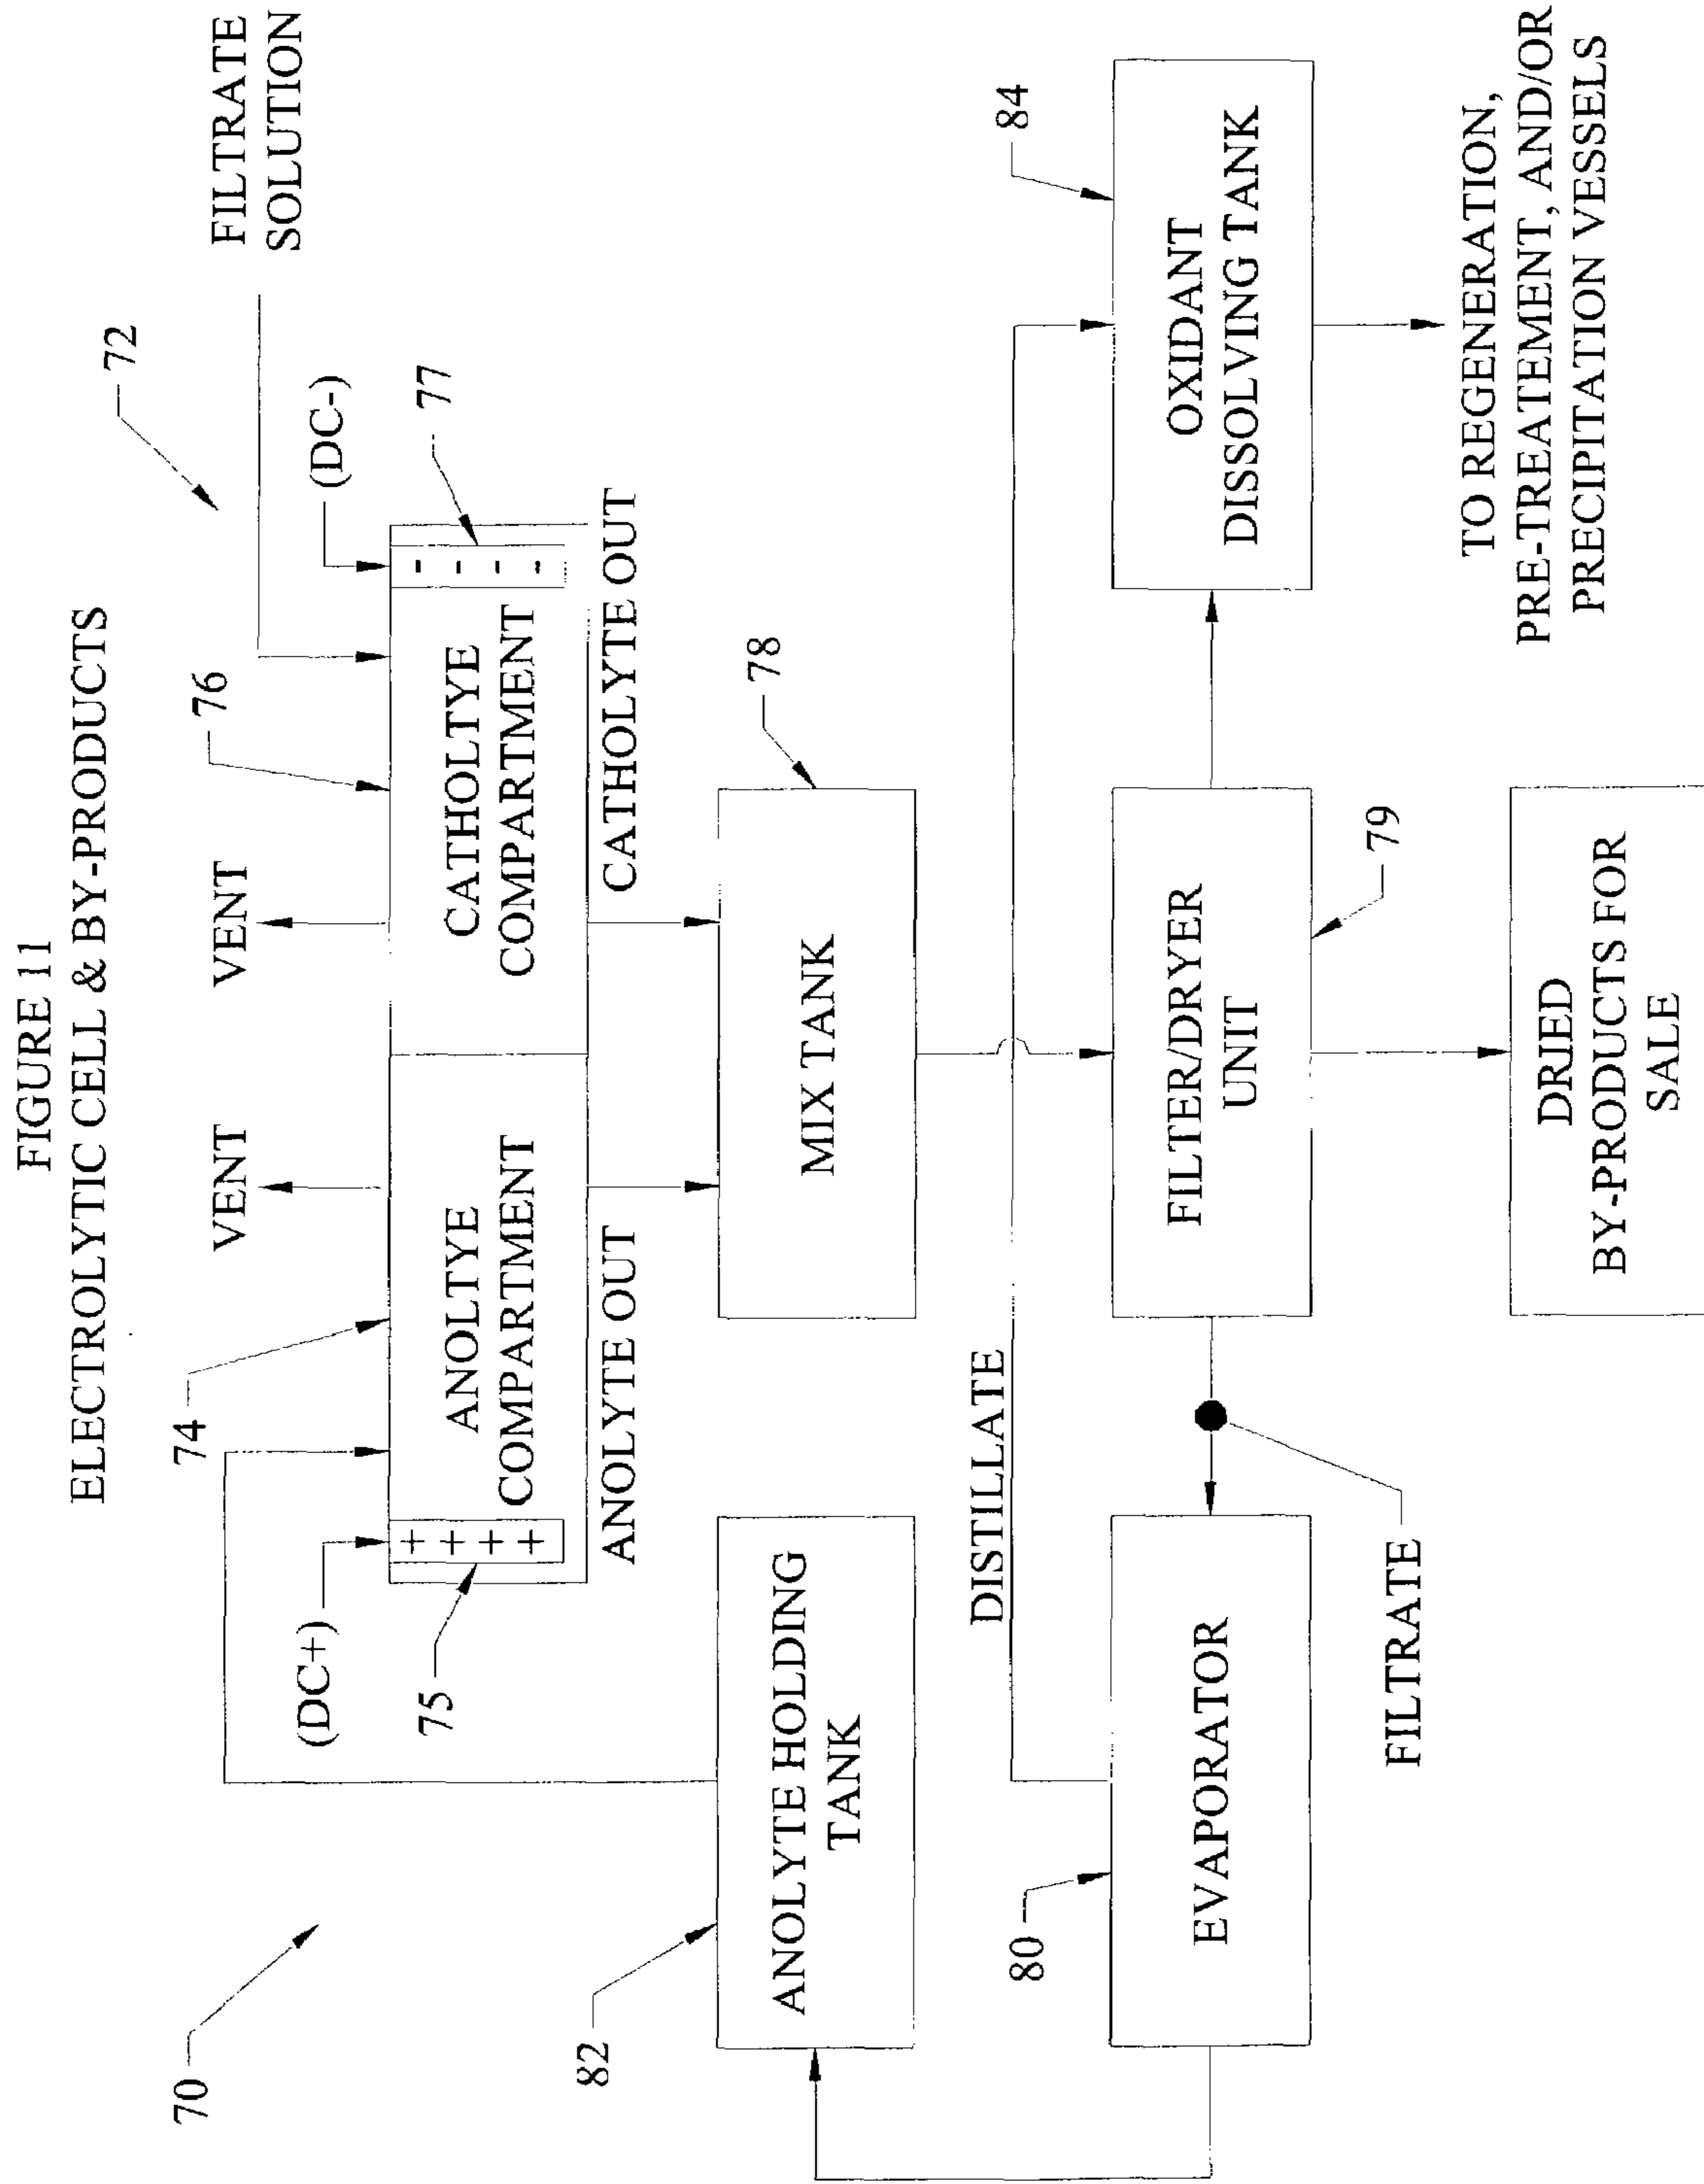 FIGURE 11
ELECTROLYTIC CELL & BY-PRODUCTS
70
72
FILTRATE
SOLUTION
VENT
VENT
74
76
(DC+)
(DC-)
75
77
+ + + +
- - - -
ANOLTYE
COMPARTMENT
CATHOLTYE
COMPARTMENT
ANOLYTE OUT
CATHOLYTE OUT
82
ANOLYTE HOLDING
TANK
MIX TANK
78
DISTILLATE
80
EVAPORATOR
FILTRATE
FILTER/DRYER
UNIT
79
84
OXIDANT
DISSOLVING TANK
DRIED
BY-PRODUCTS FOR
SALE
TO REGENERATION,
PRE-TREATEMENT, AND/OR
PRECIPITATION VESSELS